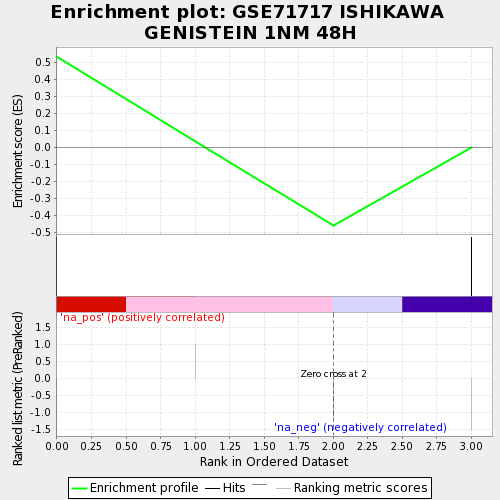 Enrichment plot: GSE71717 ISHIKAWA
GENISTEIN 1NM 48H
Enrichment score (ES)
0.5
0.4
0.3
0.2
0.1
0.0
-0.1
-0.2
-0.3
-0.4
-0.5
'na_pos' (positively correlated)
Ranked list metric (PreRanked)
1.5
1.0
0.5
0.0
-0.5
-1.0
-1.5
Zero cross at 2
'na_neg' (negatively correlated)
0.00 0.25 0.50 0.75 1.00 1.25 1.50 1.75 2.00 2.25 2.50 2.75 3.00
Rank in Ordered Dataset
Enrichment profile Hits Ranking metric scores